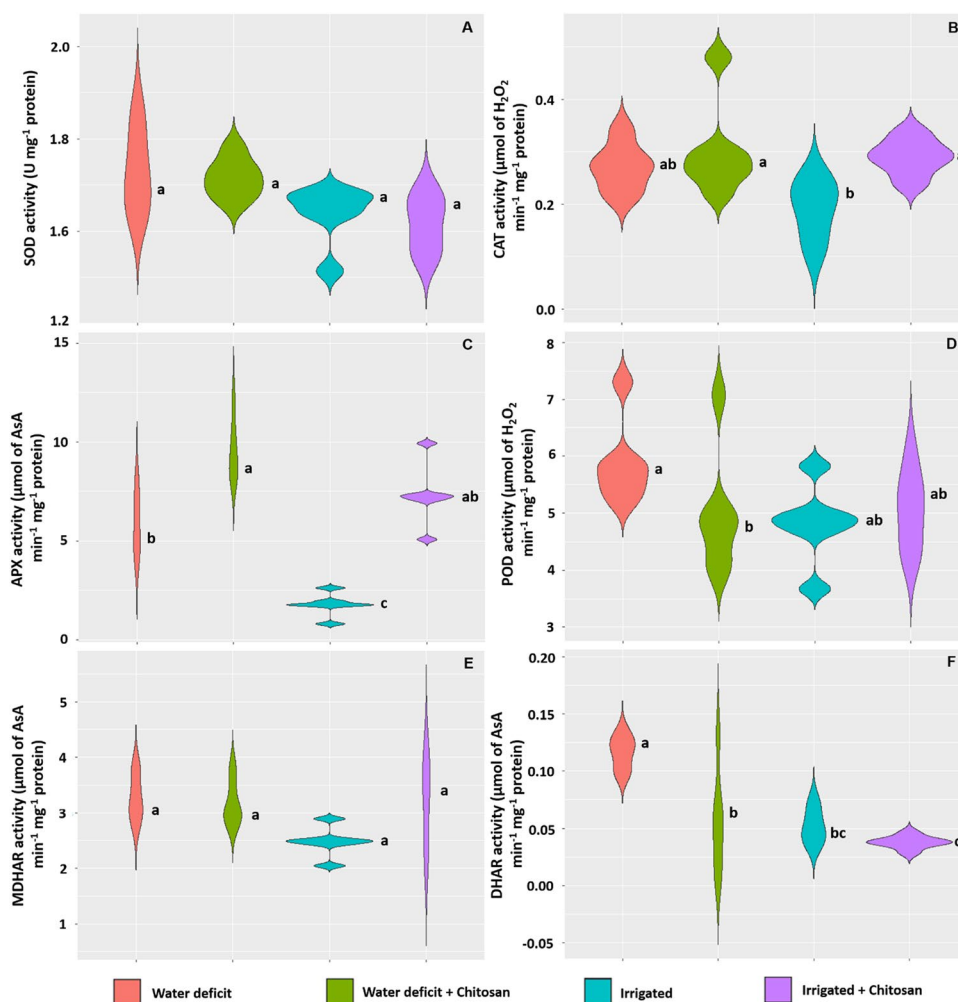 A
SOD activity (U mg⁻¹ protein)
2.0
1.8
1.6
1.2
a
a
a
a
B
CAT activity (µmol of H₂O₂
min⁻¹ mg⁻¹ protein)
0.4
0.2
0.0
ab
a
b
C
APX activity (µmol of AsA
min⁻¹ mg⁻¹ protein)
15
10
5
0
b
a
c
ab
D
POD activity (µmol of H₂O₂
min⁻¹ mg⁻¹ protein)
8
7
6
5
4
3
a
b
ab
ab
E
MDHAR activity (µmol of AsA
min⁻¹ mg⁻¹ protein)
5
4
3
2
1
a
a
a
a
F
DHAR activity (µmol of AsA
min⁻¹ mg⁻¹ protein)
0.20
0.15
0.10
0.05
0.00
-0.05
a
b
bc
Water deficit
Water deficit + Chitosan
Irrigated
Irrigated + Chitosan